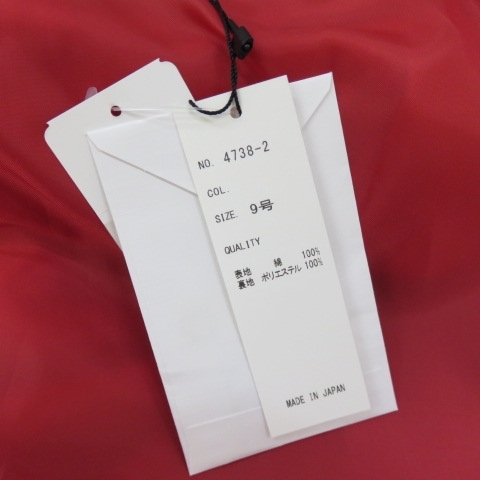 NO. 4738-2
COL.
SIZE. 9号
QUALITY
表地 綿 100%
裏地 ポリエステル 100%
MADE IN JAPAN